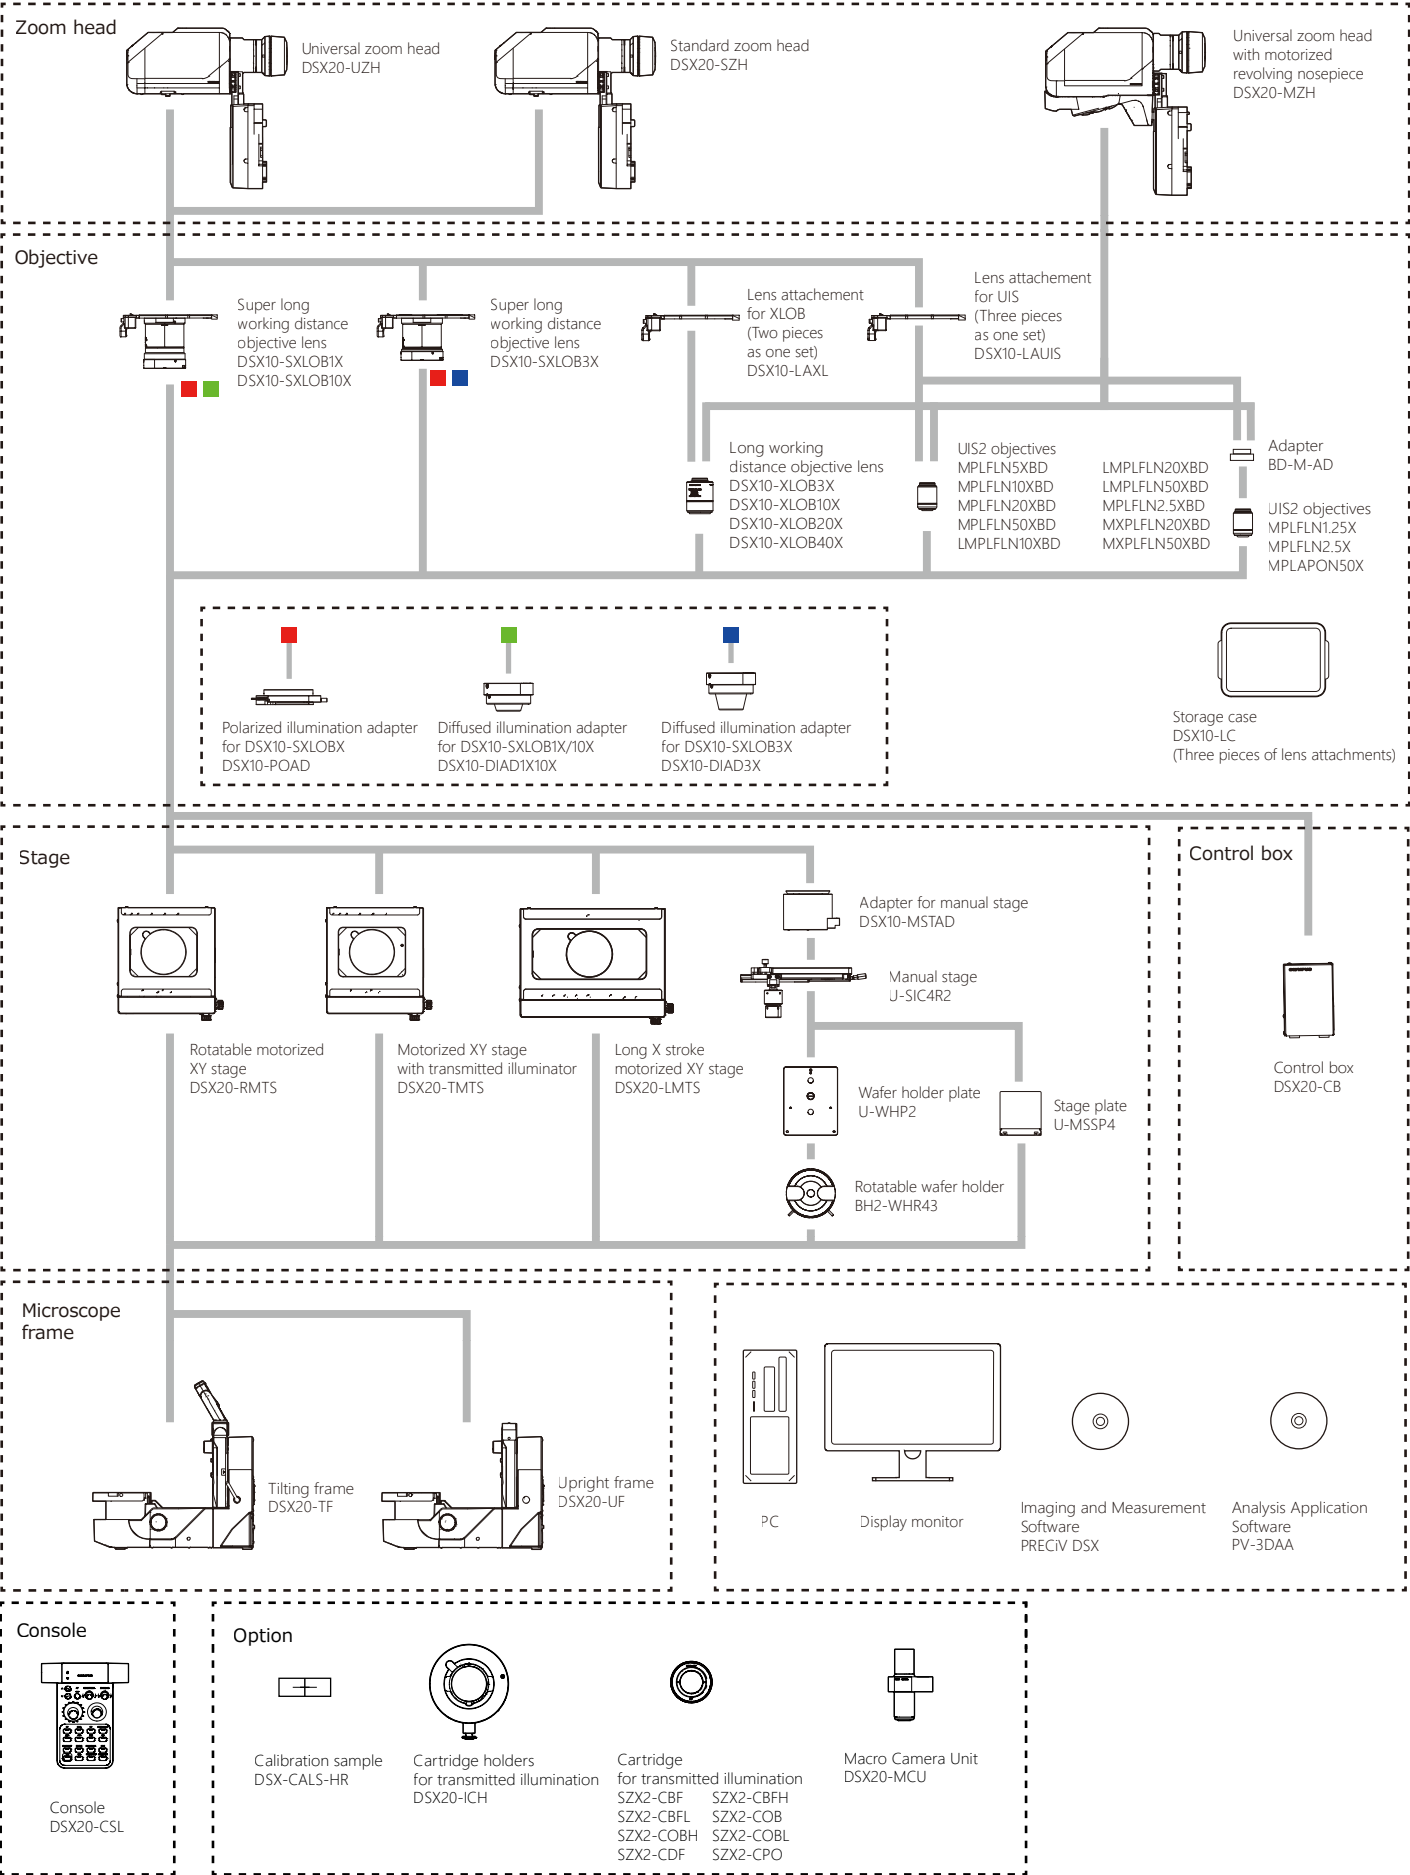 Zoom head
Universal zoom head
DSX20-UZH
Standard zoom head
DSX20-SZH
Universal zoom head
with motorized
revolving nosepiece
DSX20-MZH
Objective
Super long
working distance
objective lens
DSX10-SXLOB1X
DSX10-SXLOB10X
Super long
working distance
objective lens
DSX10-SXLOB3X
Lens attachement
for XLOB
(Two pieces
as one set)
DSX10-LAXL
Lens attachement
for UIS
(Three pieces
as one set)
DSX10-LAUIS
Long working
distance objective lens
DSX10-XLOB3X
DSX10-XLOB10X
DSX10-XLOB20X
DSX10-XLOB40X
UIS2 objectives
MPLFLN5XBD
MPLFLN10XBD
MPLFLN20XBD
MPLFLN50XBD
LMPLFLN10XBD
LMPLFLN20XBD
LMPLFLN50XBD
MPLFLN2.5XBD
MXPLFLN20XBD
MXPLFLN50XBD
Adapter
BD-M-AD
UIS2 objectives
MPLFLN1.25X
MPLFLN2.5X
MPLAPON50X
Polarized illumination adapter
for DSX10-SXLOBX
DSX10-POAD
Diffused illumination adapter
for DSX10-SXLOB1X/10X
DSX10-DIAD1X10X
Diffused illumination adapter
for DSX10-SXLOB3X
DSX10-DIAD3X
Storage case
DSX10-LC
(Three pieces of lens attachments)
Stage
Rotatable motorized
XY stage
DSX20-RMTS
Motorized XY stage
with transmitted illuminator
DSX20-TMTS
Long X stroke
motorized XY stage
DSX20-LMTS
Adapter for manual stage
DSX10-MSTAD
Manual stage
U-SIC4R2
Wafer holder plate
U-WHP2
Stage plate
U-MSSP4
Rotatable wafer holder
BH2-WHR43
Control box
Control box
DSX20-CB
Microscope
frame
Tilting frame
DSX20-TF
Upright frame
DSX20-UF
PC
Display monitor
Imaging and Measurement
Software
PRECiV DSX
Analysis Application
Software
PV-3DAA
Console
Console
DSX20-CSL
Option
Calibration sample
DSX-CALS-HR
Cartridge holders
for transmitted illumination
DSX20-ICH
Cartridge
for transmitted illumination
SZX2-CBF SZX2-CBFH
SZX2-CBFL SZX2-COB
SZX2-COBH SZX2-COBL
SZX2-CDF SZX2-CPO
Macro Camera Unit
DSX20-MCU